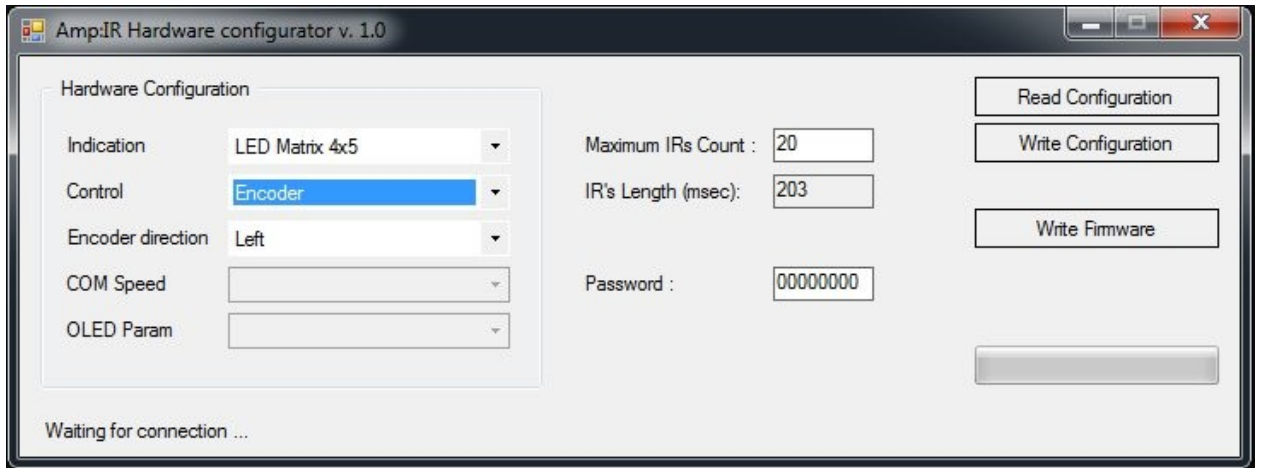 Amp:IR Hardware configurator v. 1.0
Hardware Configuration
Indication LED Matrix 4x5
Control Encoder
Encoder direction Left
COM Speed
OLED Param
Maximum IRs Count : 20
IR's Length (msec): 203
Password : 00000000
Read Configuration
Write Configuration
Write Firmware
Waiting for connection ...